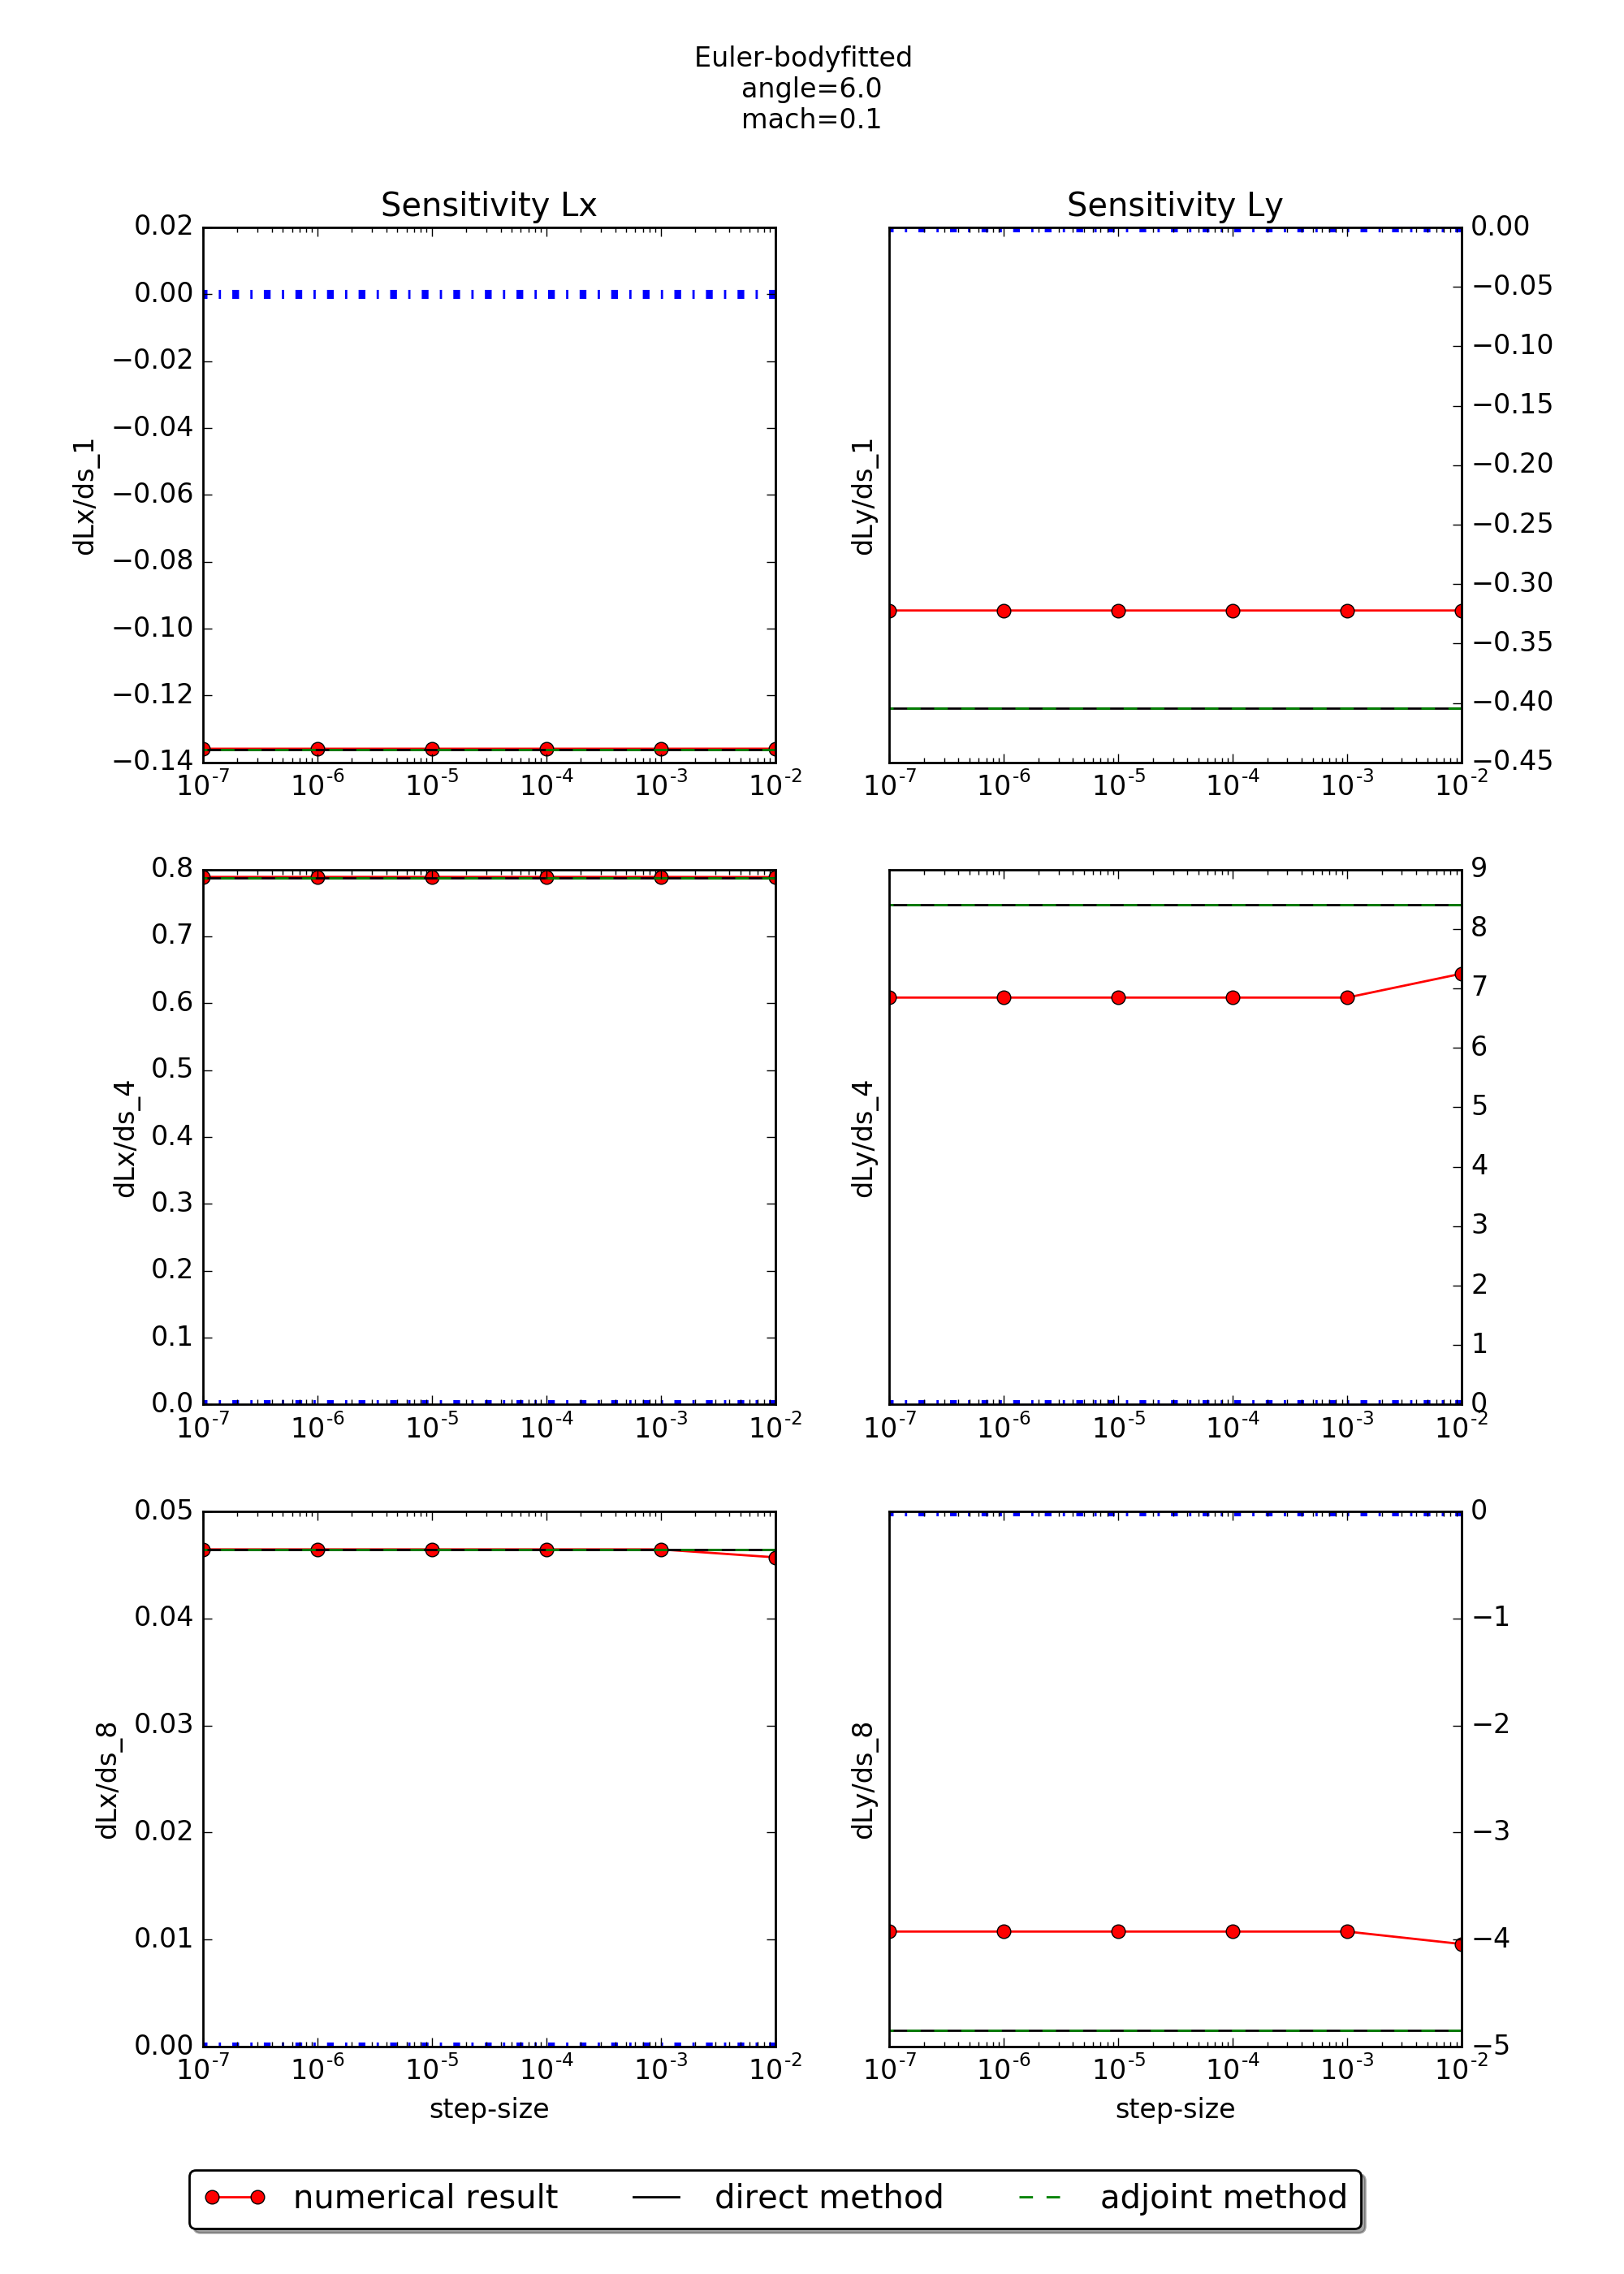 Euler-bodyfitted
angle=6.0
mach=0.1
Sensitivity Lx
Sensitivity Ly
0.02
0.00
−0.02
−0.04
−0.06
−0.08
−0.10
−0.12
−0.14
dLx/ds_1
10^-7 10^-6 10^-5 10^-4 10^-3 10^-2
dLy/ds_1
0.00
−0.05
−0.10
−0.15
−0.20
−0.25
−0.30
−0.35
−0.40
−0.45
10^-7 10^-6 10^-5 10^-4 10^-3 10^-2
0.8
0.7
0.6
0.5
0.4
0.3
0.2
0.1
0.0
dLx/ds_4
10^-7 10^-6 10^-5 10^-4 10^-3 10^-2
dLy/ds_4
9
8
7
6
5
4
3
2
1
0
10^-7 10^-6 10^-5 10^-4 10^-3 10^-2
0.05
0.04
0.03
0.02
0.01
0.00
dLx/ds_8
10^-7 10^-6 10^-5 10^-4 10^-3 10^-2
step-size
dLy/ds_8
0
−1
−2
−3
−4
−5
10^-7 10^-6 10^-5 10^-4 10^-3 10^-2
step-size
numerical result direct method adjoint method